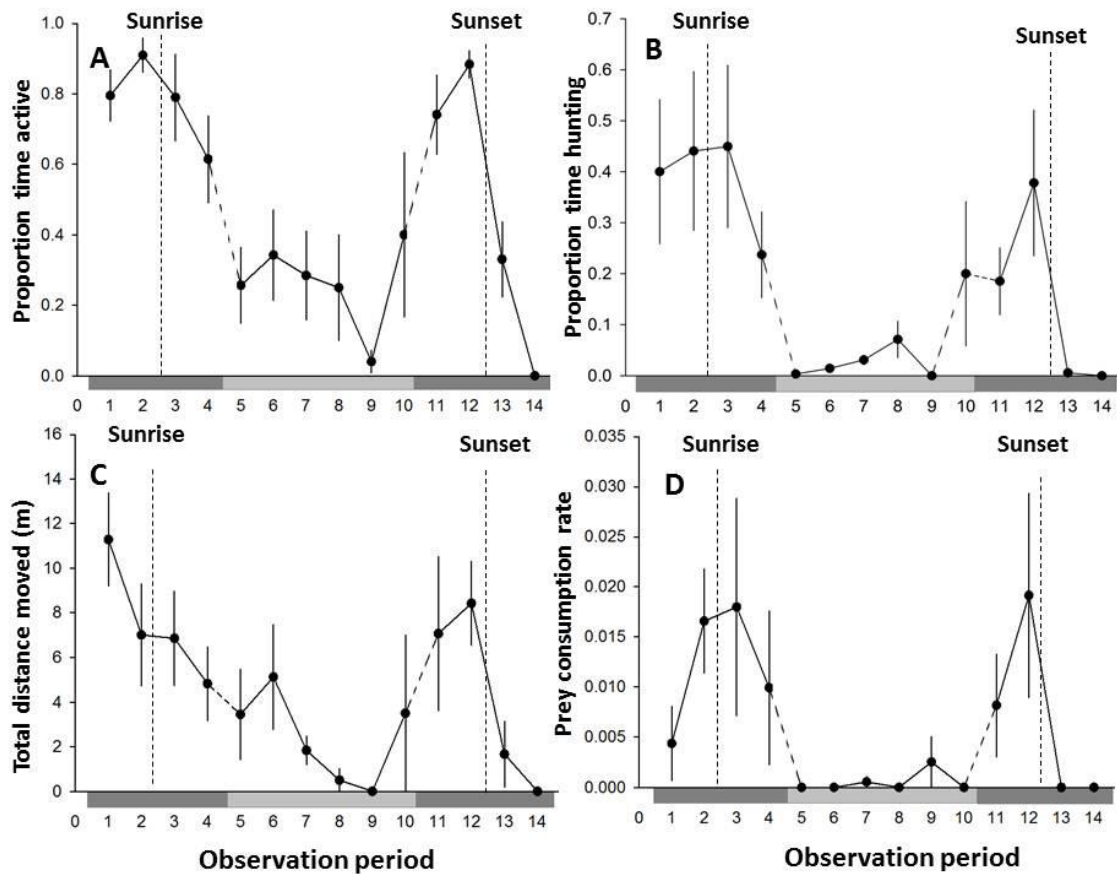 A
Sunrise
Sunset
Proportion time active
1.0
0.8
0.6
0.4
0.2
0.0
0 1 2 3 4 5 6 7 8 9 10 11 12 13 14
B
Sunrise
Sunset
Proportion time hunting
0.7
0.6
0.5
0.4
0.3
0.2
0.1
0.0
0 1 2 3 4 5 6 7 8 9 10 11 12 13 14
C
Sunrise
Sunset
Total distance moved (m)
16
14
12
10
8
6
4
2
0
0 1 2 3 4 5 6 7 8 9 10 11 12 13 14
Observation period
D
Sunrise
Sunset
Prey consumption rate
0.035
0.030
0.025
0.020
0.015
0.010
0.005
0.000
0 1 2 3 4 5 6 7 8 9 10 11 12 13 14
Observation period